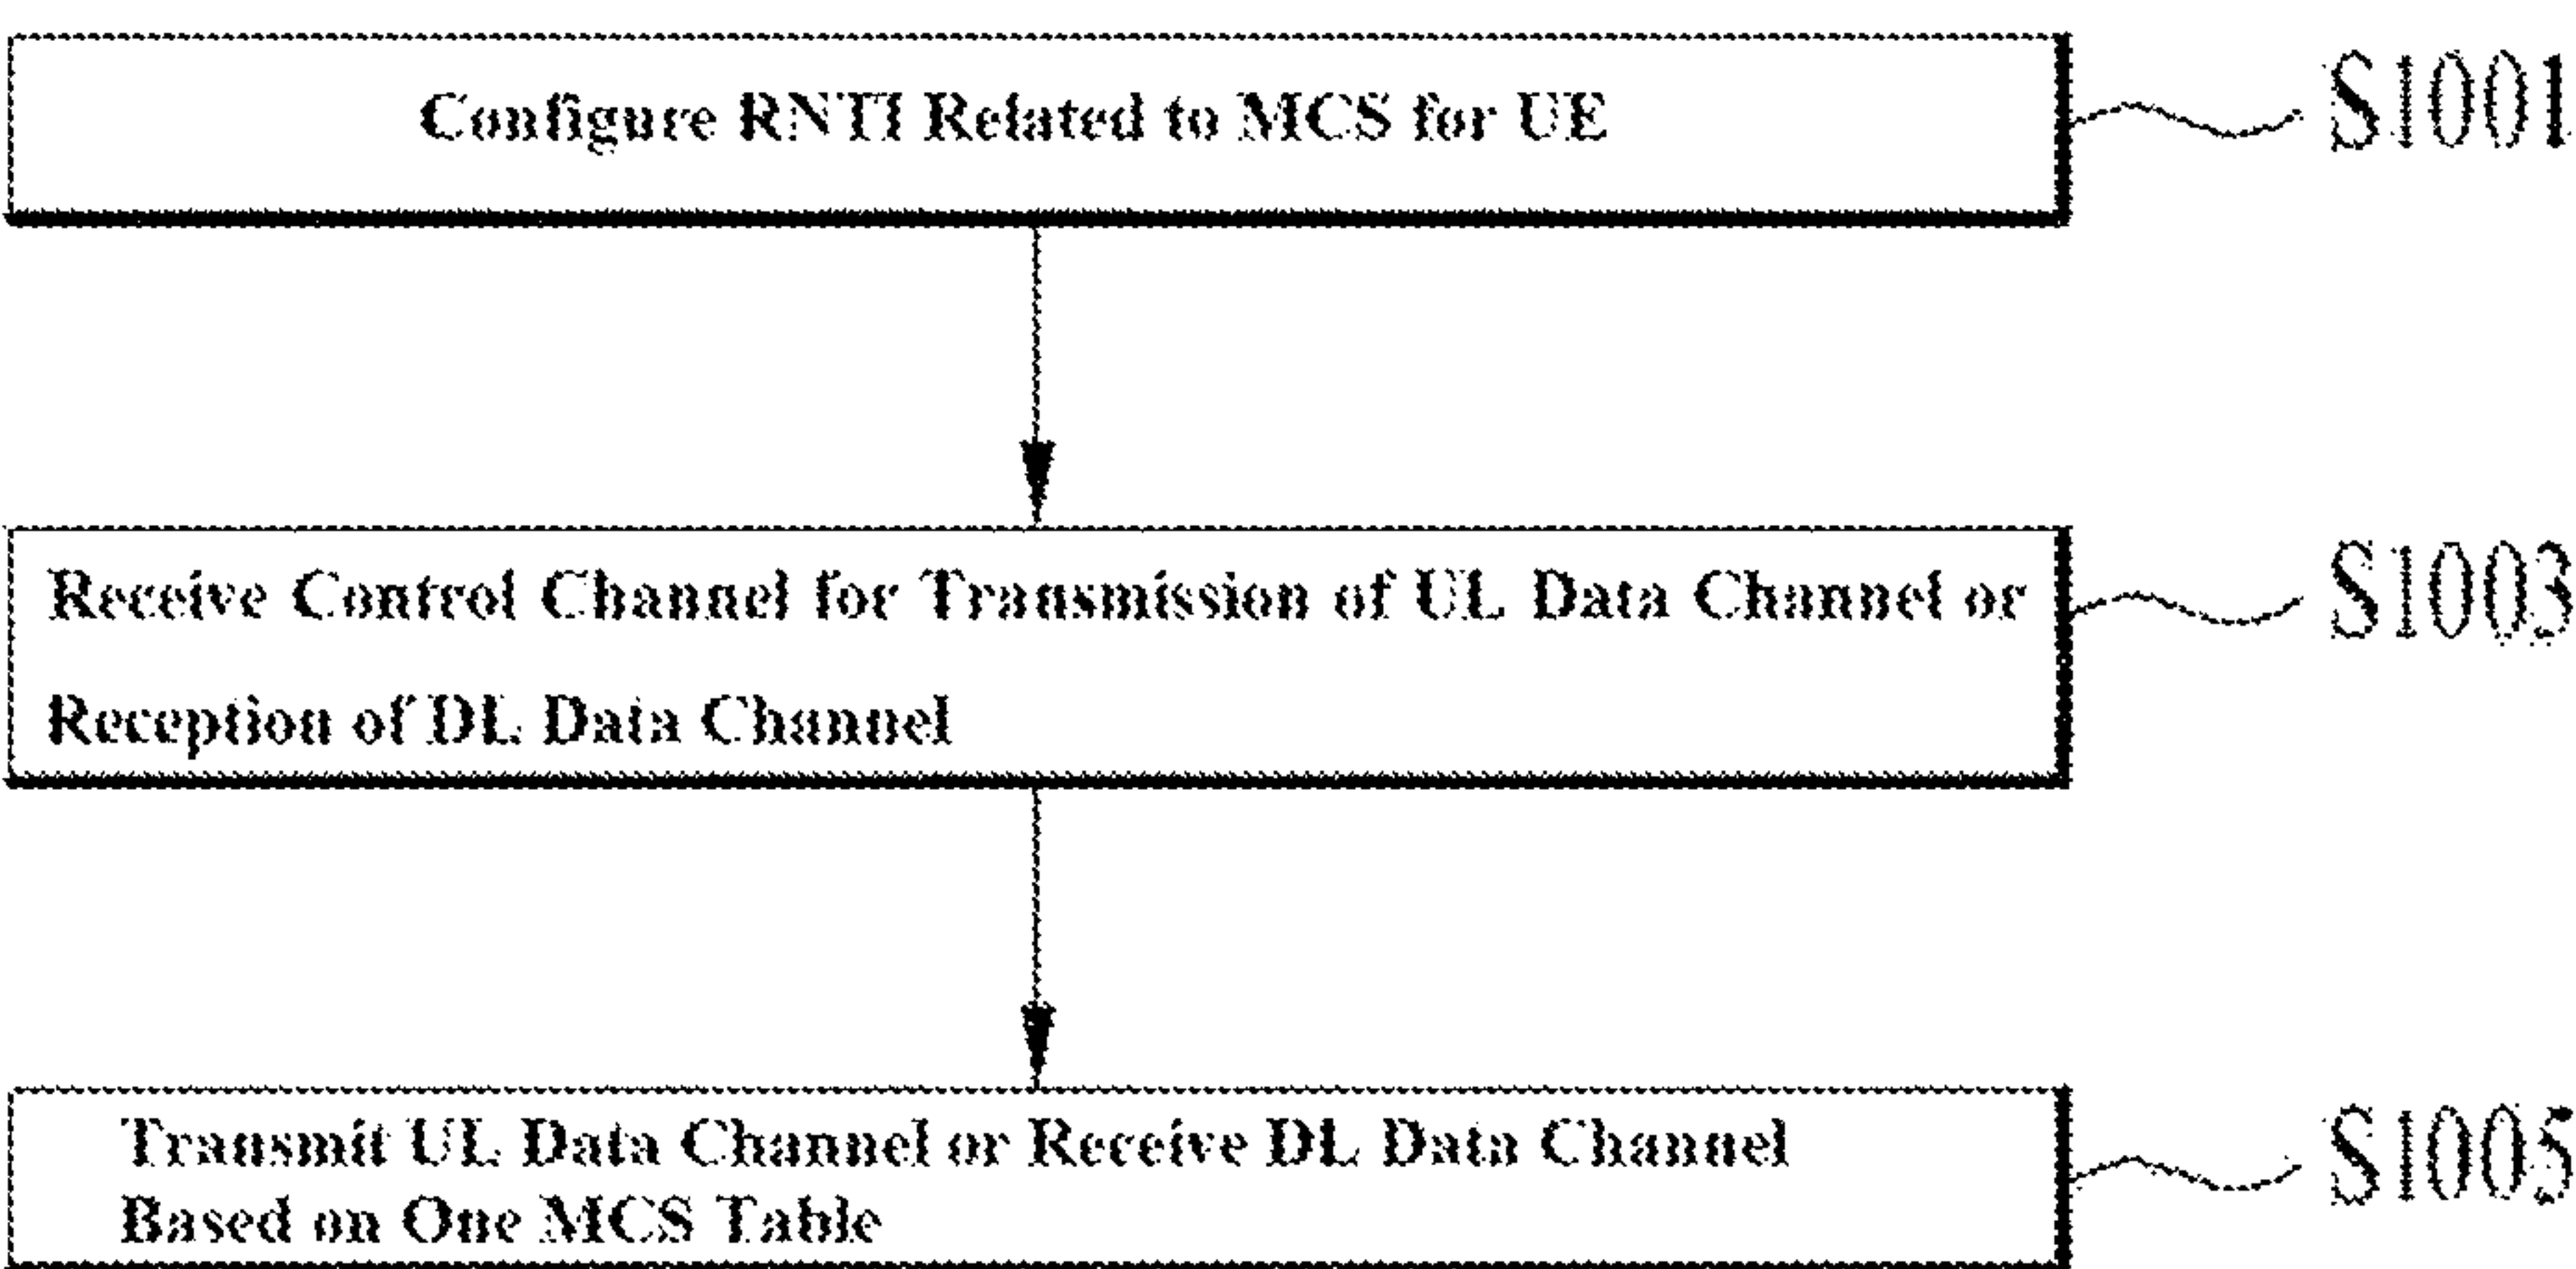 Configure RNTI Related to MCS for UE
S1001
Receive Control Channel for Transmission of UL Data Channel or
Reception of DL Data Channel
S1003
Transmit UL Data Channel or Receive DL Data Channel
Based on One MCS Table
S1005